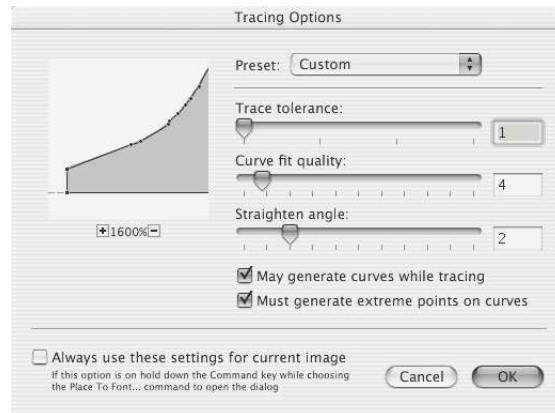 Tracing Options
Preset: Custom
Trace tolerance:
1
Curve fit quality:
4
Straighten angle:
2
1600%
May generate curves while tracing
Must generate extreme points on curves
Always use these settings for current image
If this option is on hold down the Command key while choosing
the Place To Font... command to open the dialog
Cancel
OK